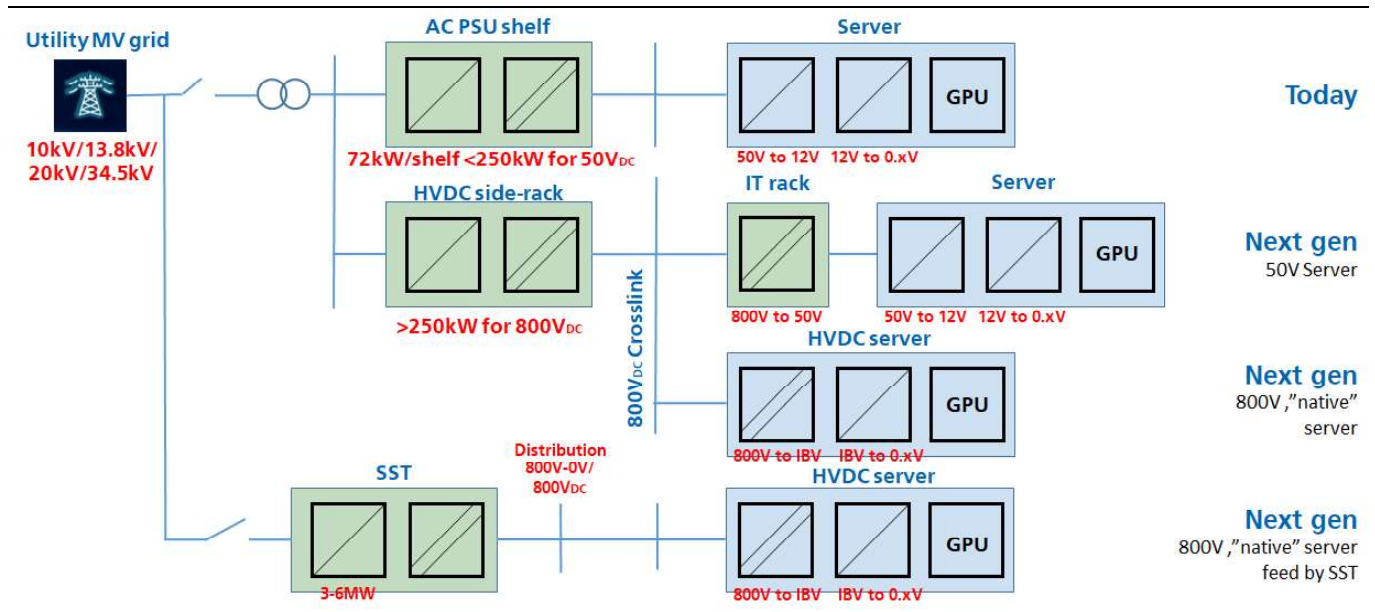 AC PSU shelf
Server
Utility MV grid
GPU
Today
10kV/13.8kV/
20kV/34.5kV
72kW/shelf <250kW for 50VDC
50V to 12V 12V to 0.xV
HVDC side-rack
IT rack
Server
GPU
Next gen
50V Server
>250kW for 800VDC
800V to 50V
50V to 12V 12V to 0.xV
800VDC Crosslink
HVDC server
GPU
Next gen
800V ,"native"
server
800V to IBV IBV to 0.xV
Distribution
800V-0V/
800VDC
SST
HVDC server
GPU
Next gen
800V ,"native" server
feed by SST
3-6MW
800V to IBV IBV to 0.xV